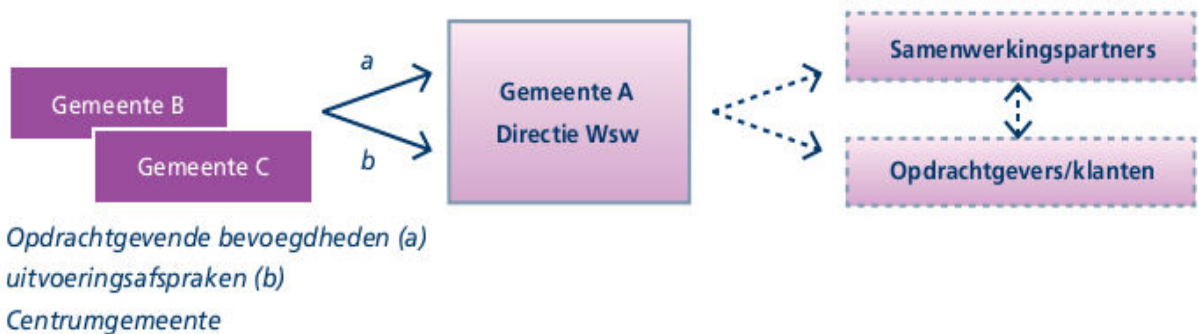 Gemeente B
Gemeente C
a
b
Gemeente A
Directie Wsw
Samenwerkingspartners
Opdrachtgevers/klanten
Opdrachtgevende bevoegdheden (a)
uitvoeringsafspraken (b)
Centrumgemeente